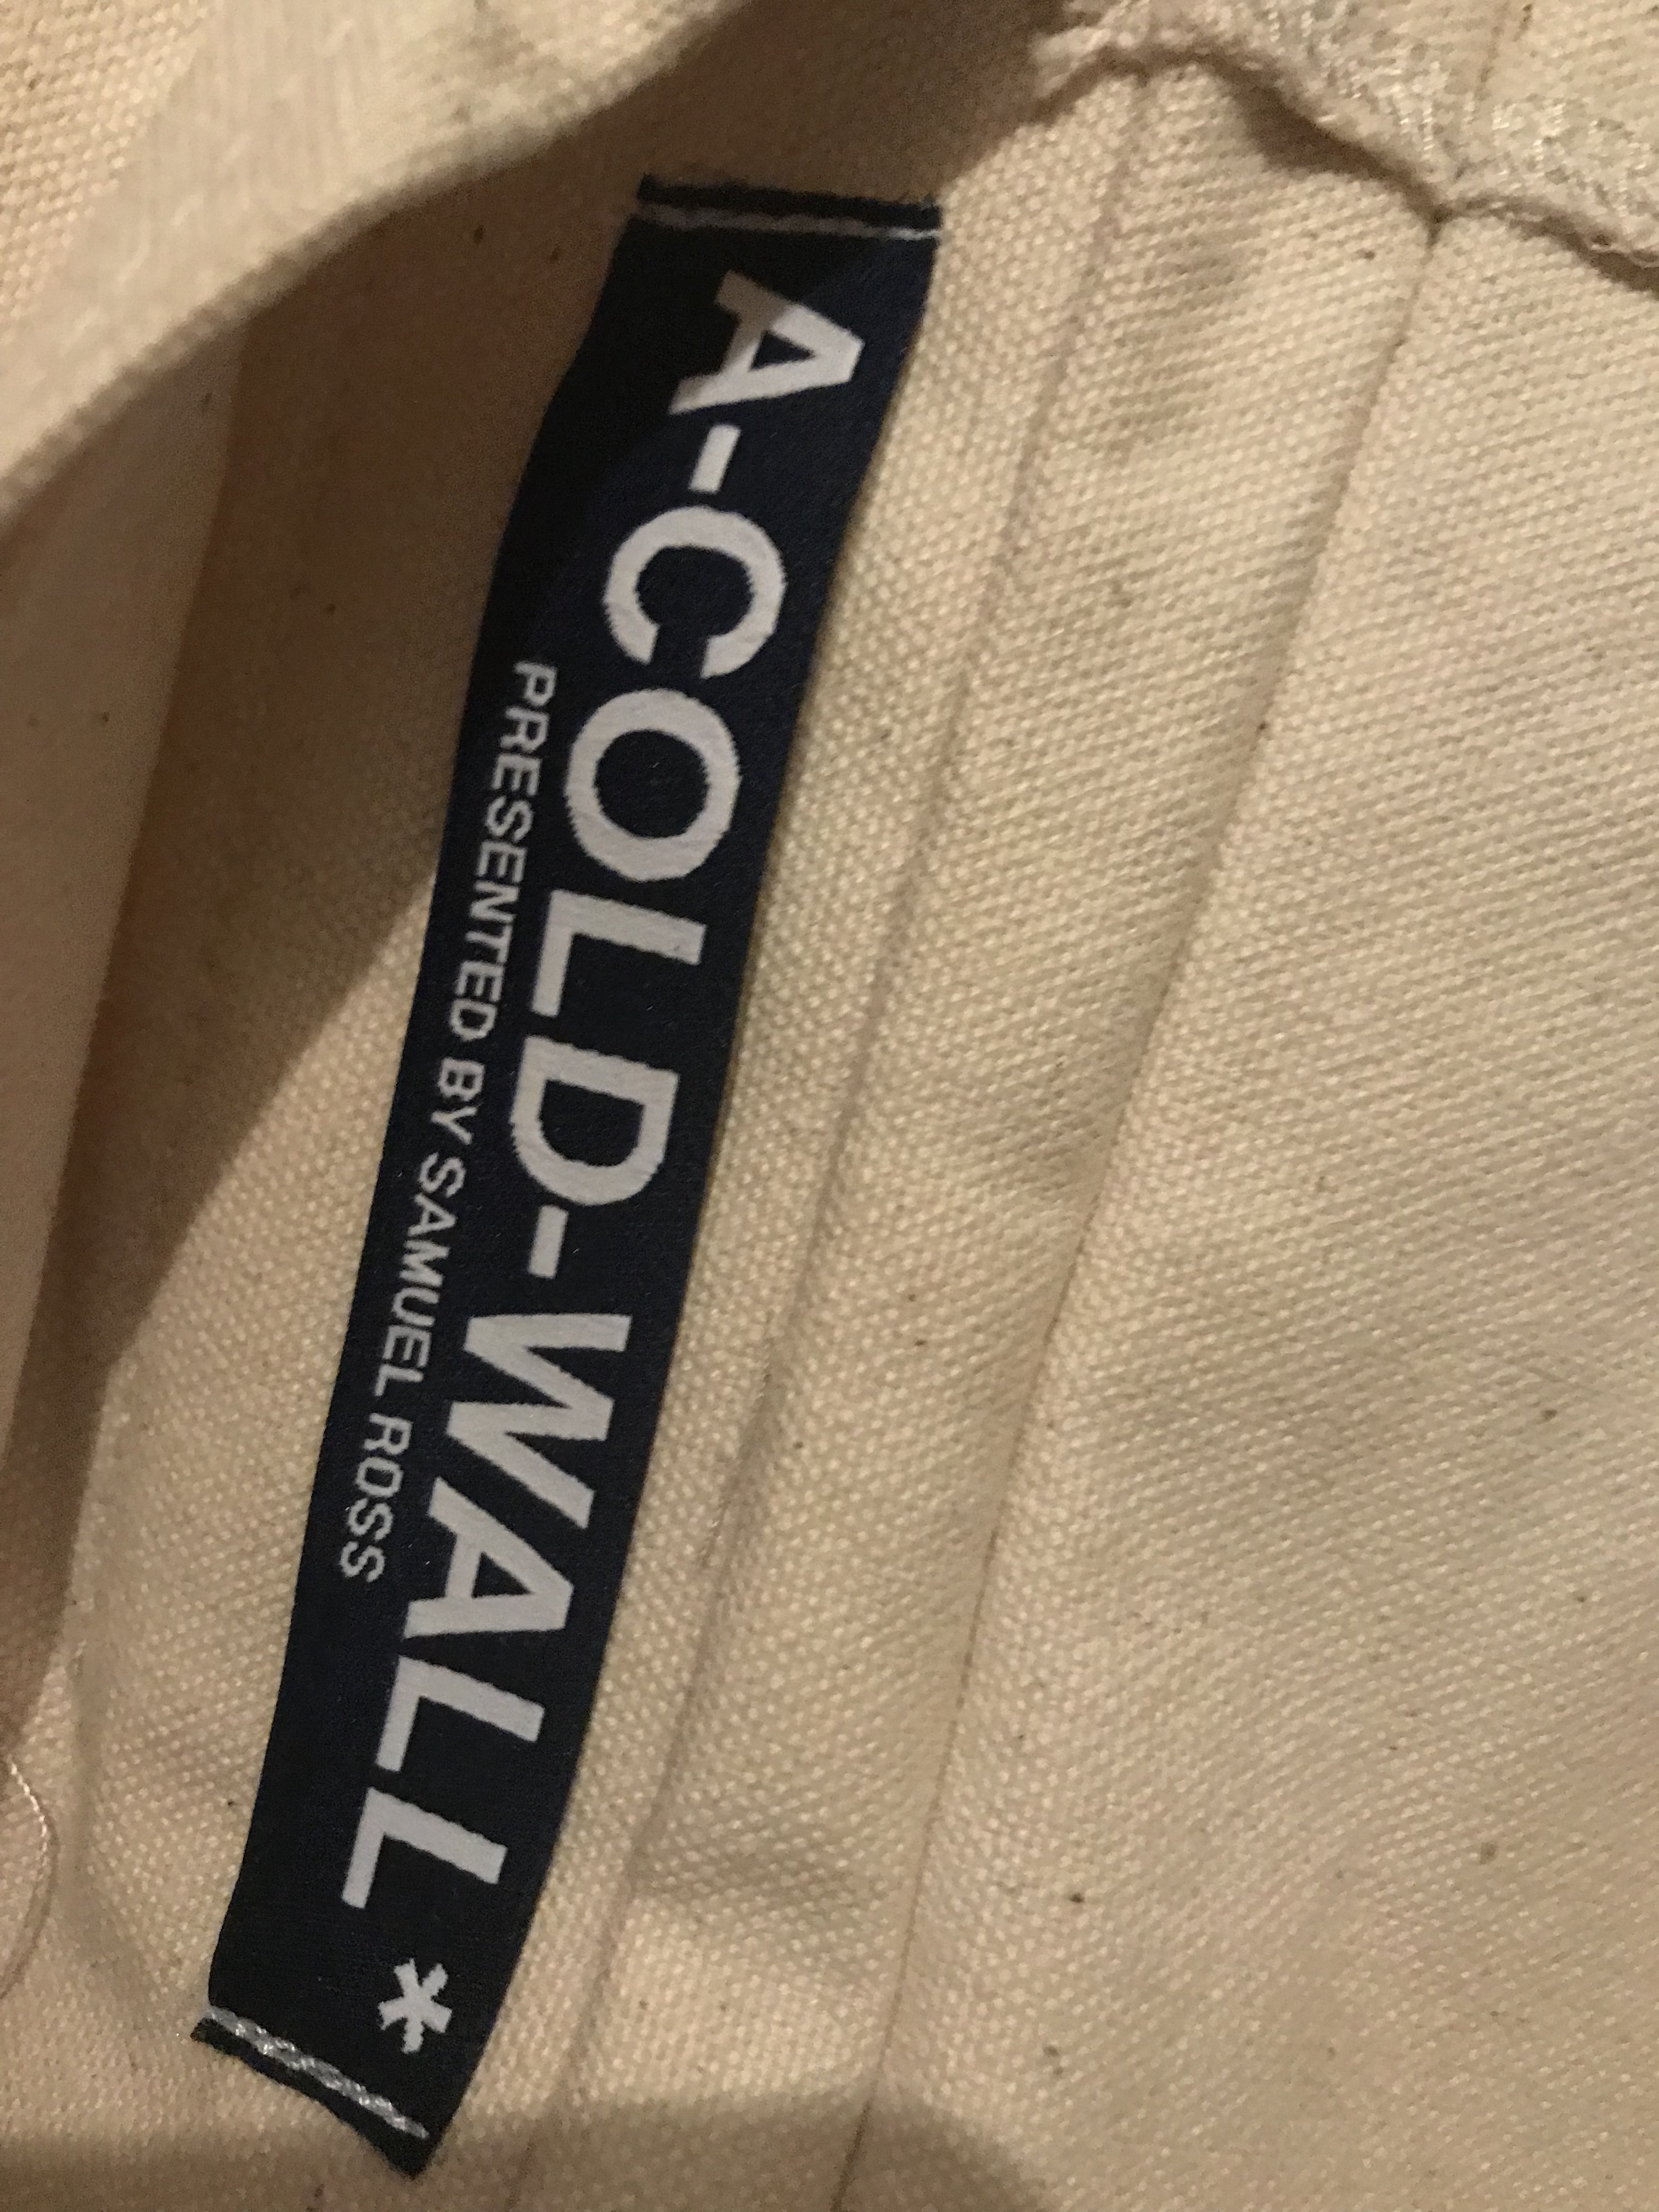 A-COLD-WALL*
PRESENTED BY SAMUEL ROSS